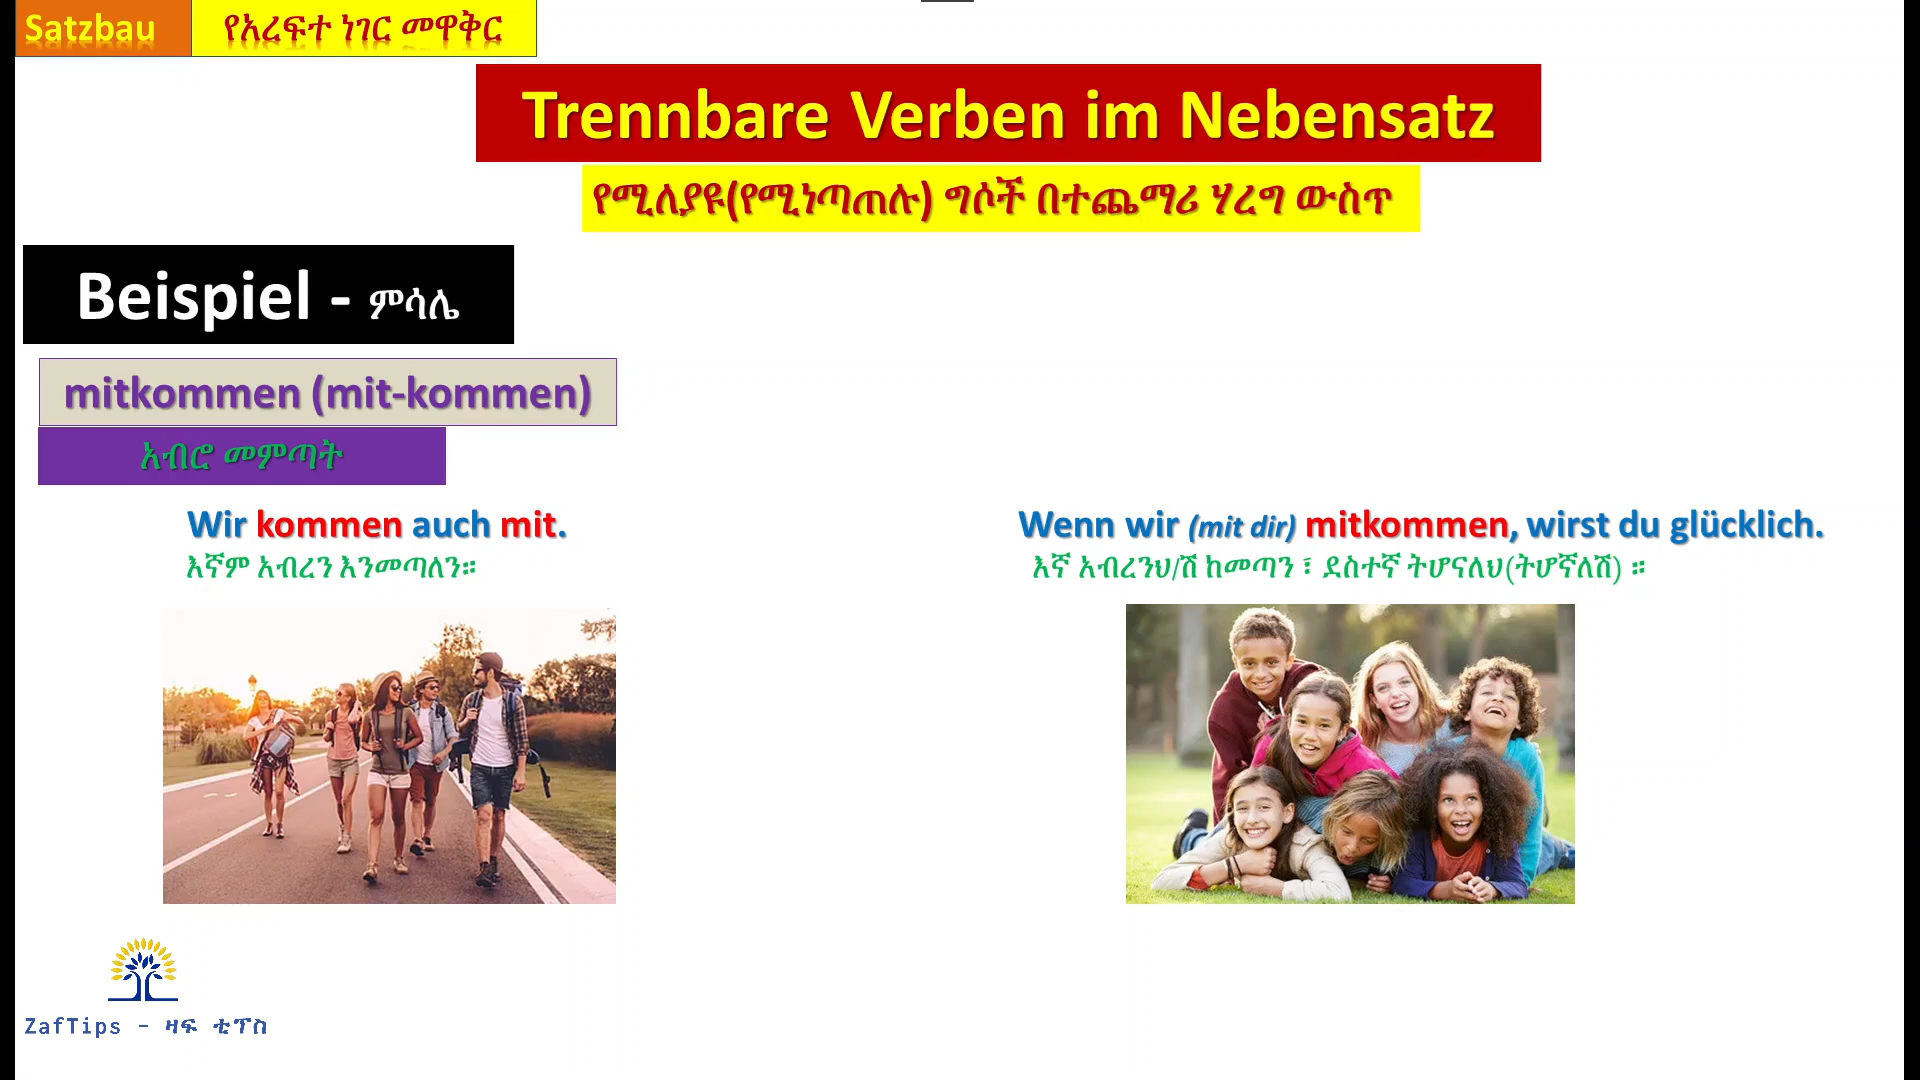 Satzbau
የአረፍተ ነገር መዋቅር
Trennbare Verben im Nebensatz
የሚለያዩ(የሚነጣጠሉ) ግሶች በተጨማሪ ሃረግ ውስጥ
Beispiel - ምሳሌ
mitkommen (mit-kommen)
አብሮ መምጣት
Wir kommen auch mit.
እኛም አብረን እንመጣለን።
Wenn wir (mit dir) mitkommen, wirst du glücklich.
እኛ አብረንህ/ሽ ከመጣን ፣ ደስተኛ ትሆናለህ(ትሆኛለሽ) ።
ZafTips - ዛፍ ቲፕስ